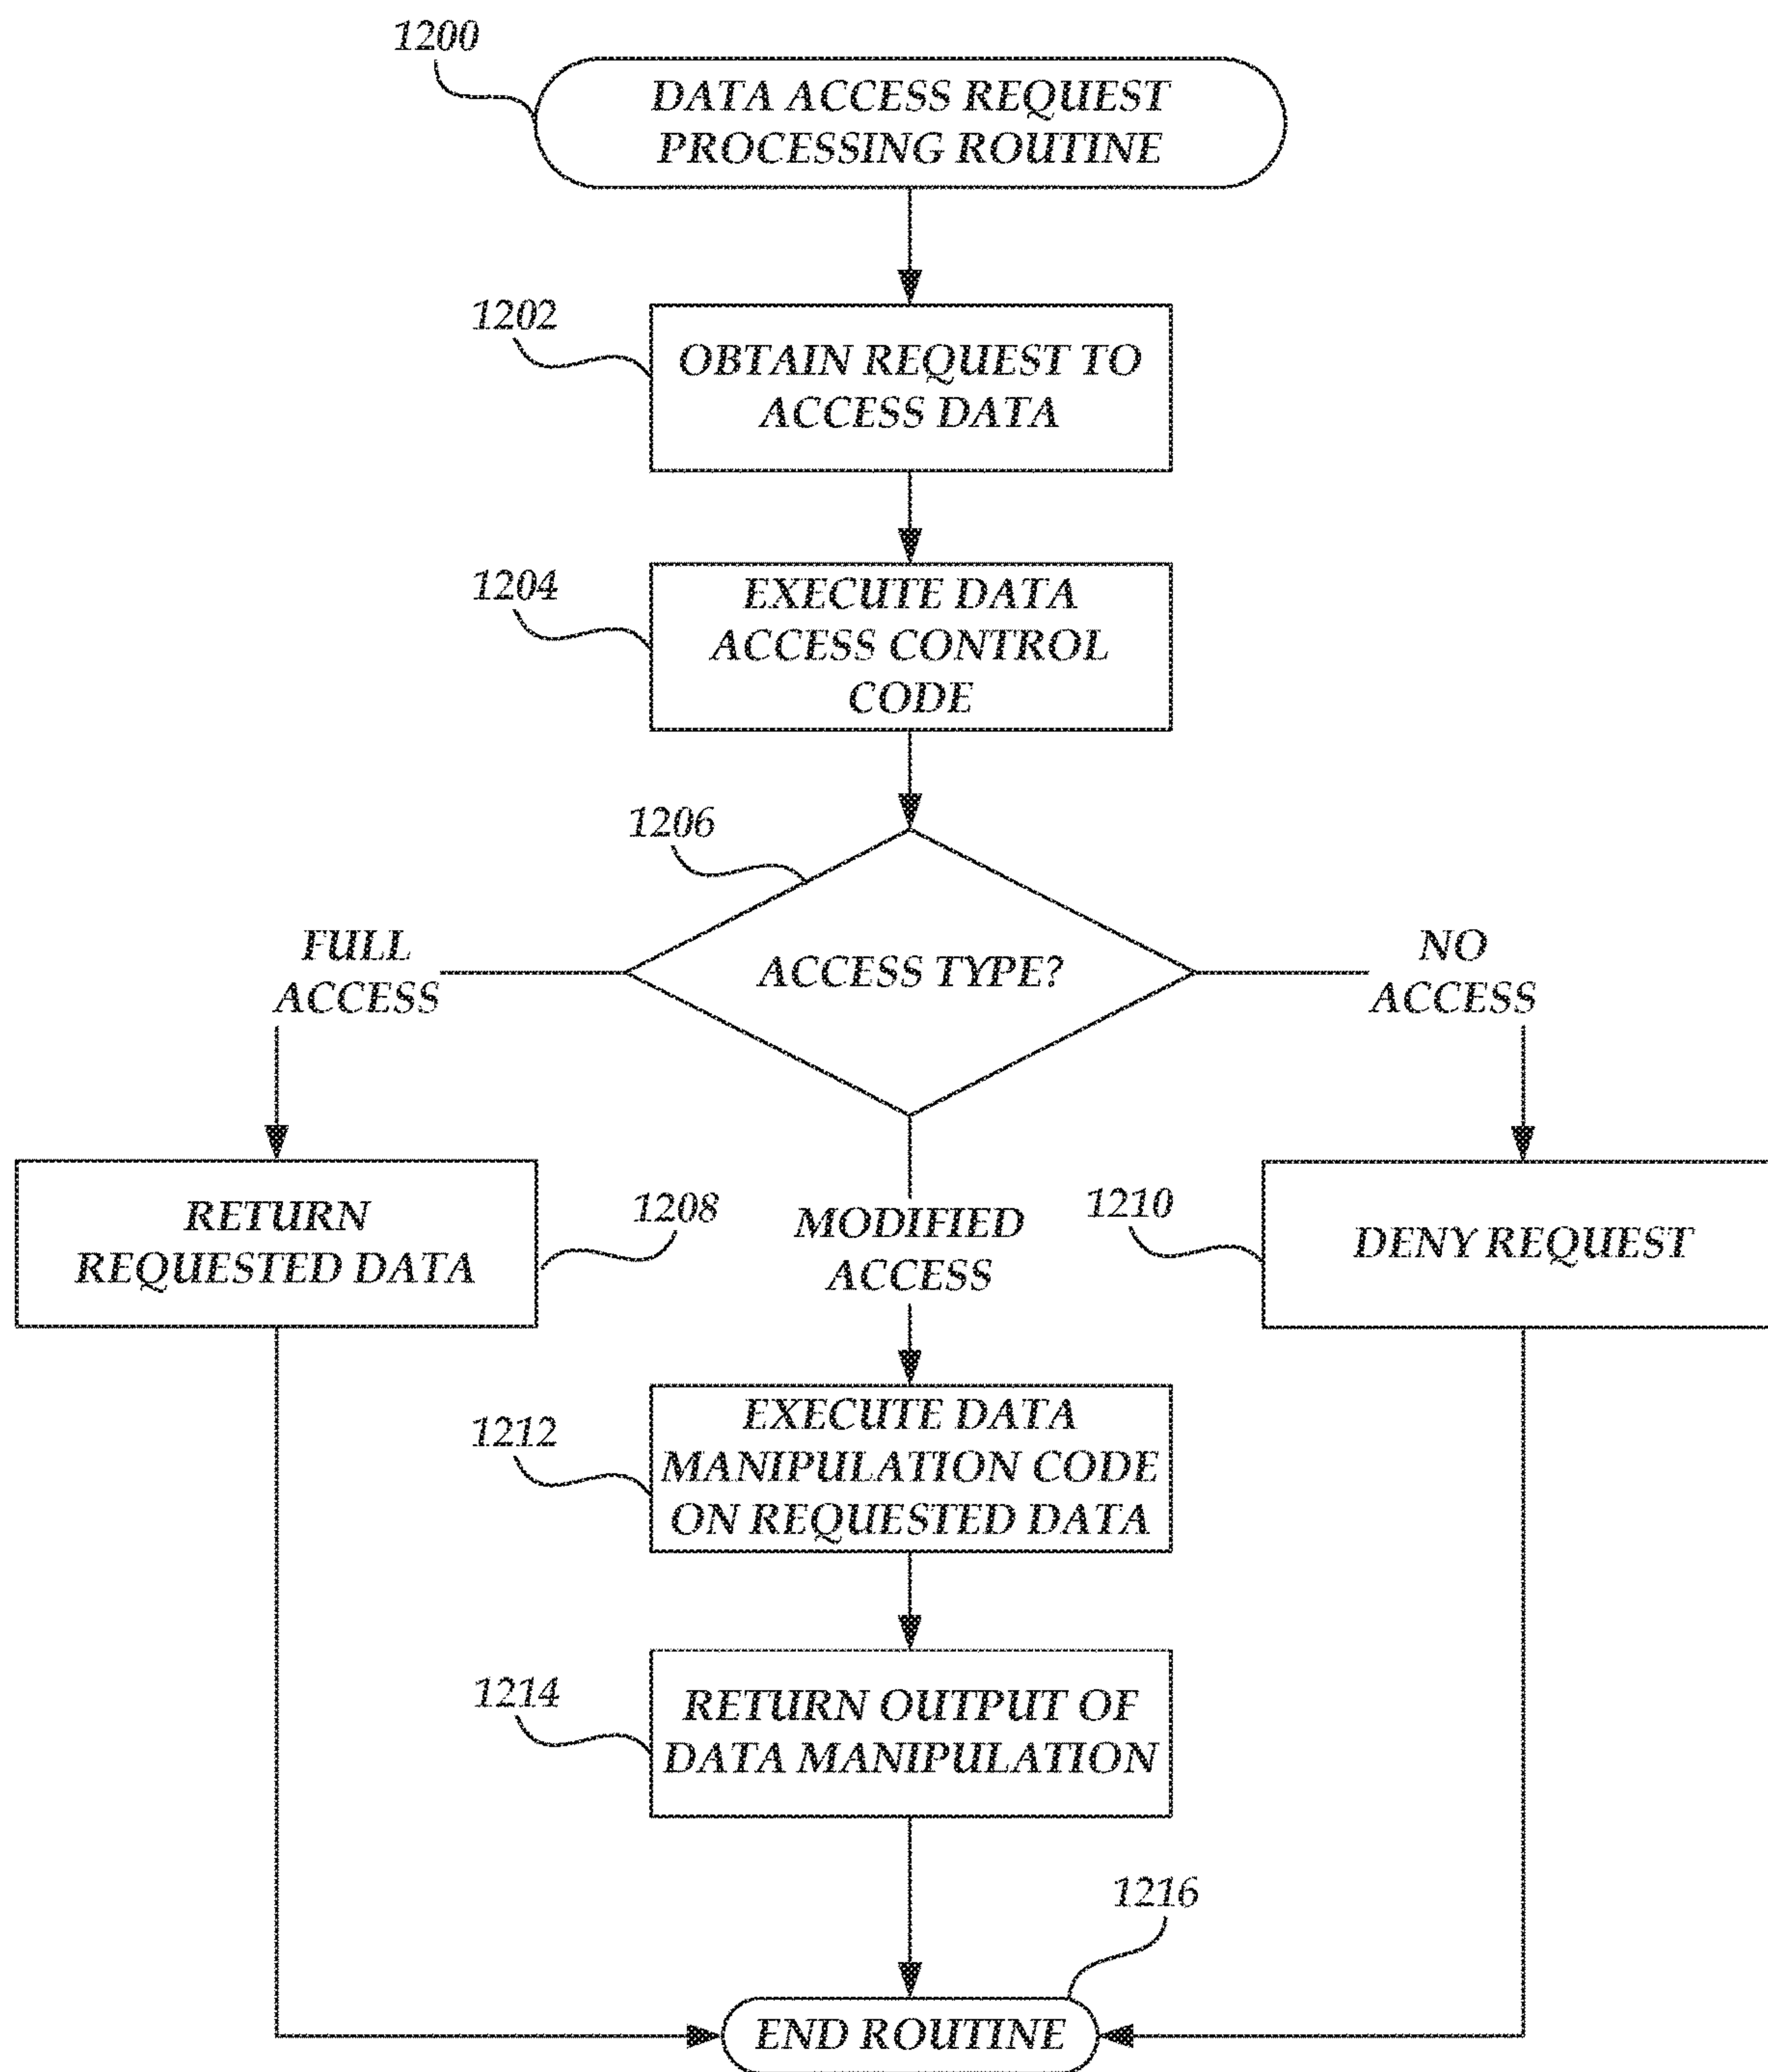 1200
DATA ACCESS REQUEST
PROCESSING ROUTINE
1202
OBTAIN REQUEST TO
ACCESS DATA
1204
EXECUTE DATA
ACCESS CONTROL
CODE
1206
ACCESS TYPE?
FULL
ACCESS
NO
ACCESS
RETURN
REQUESTED DATA
1208
MODIFIED
ACCESS
1210
DENY REQUEST
1212
EXECUTE DATA
MANIPULATION CODE
ON REQUESTED DATA
1214
RETURN OUTPUT OF
DATA MANIPULATION
1216
END ROUTINE